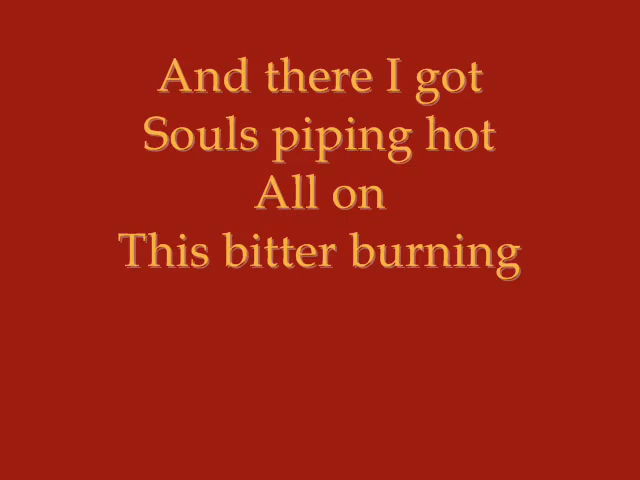 And there I got
Souls piping hot
All on
This bitter burning